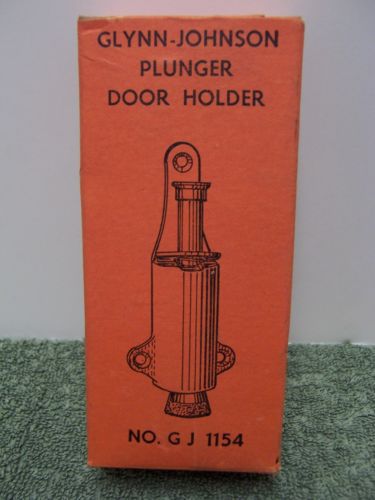 GLYNN-JOHNSON
PLUNGER
DOOR HOLDER
NO. G J 1154